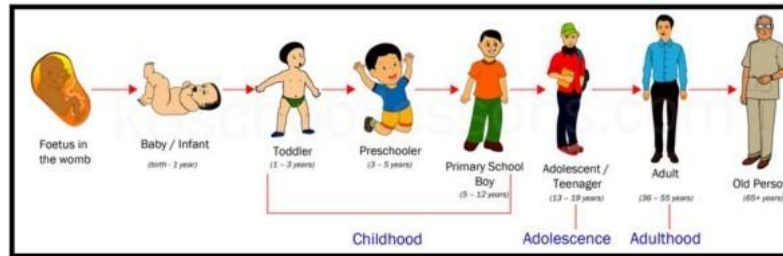 Foetus in
the womb
Baby / Infant
(birth - 1 year)
Toddler
(1 – 3 years)
Preschooler
(3 – 5 years)
Primary School
Boy
(5 – 12 years)
Adolescent /
Teenager
(13 – 19 years)
Adult
(36 – 55 years)
Old Perso
(65+ years)
Childhood
Adolescence
Adulthood